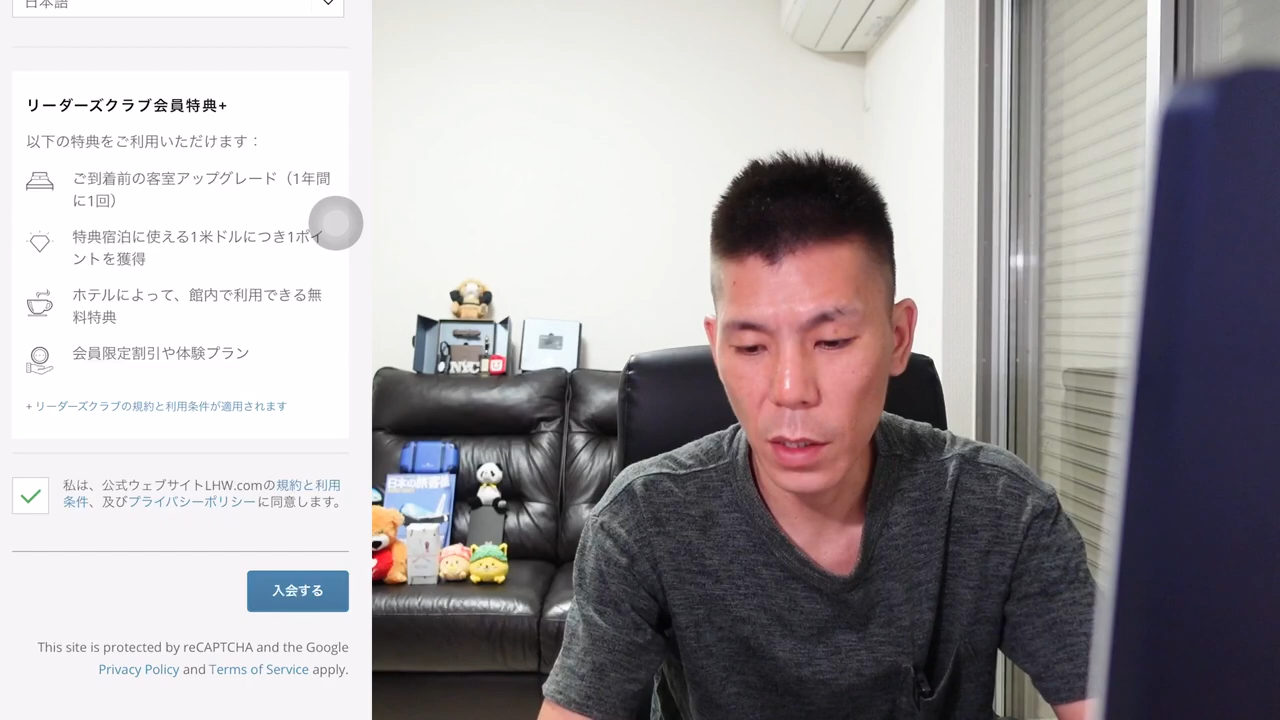 日本語
リーダーズクラブ会員特典+
以下の特典をご利用いただけます：
ご到着前の客室アップグレード（1年間
に1回）
特典宿泊に使える1米ドルにつき1ポイ
ントを獲得
ホテルによって、館内で利用できる無
料特典
会員限定割引や体験プラン
+ リーダーズクラブの規約と利用条件が適用されます
私は、公式ウェブサイトLHW.comの規約と利用
条件、及びプライバシーポリシーに同意します。
入会する
This site is protected by reCAPTCHA and the Google
Privacy Policy and Terms of Service apply.
NYC
日本の旅客機